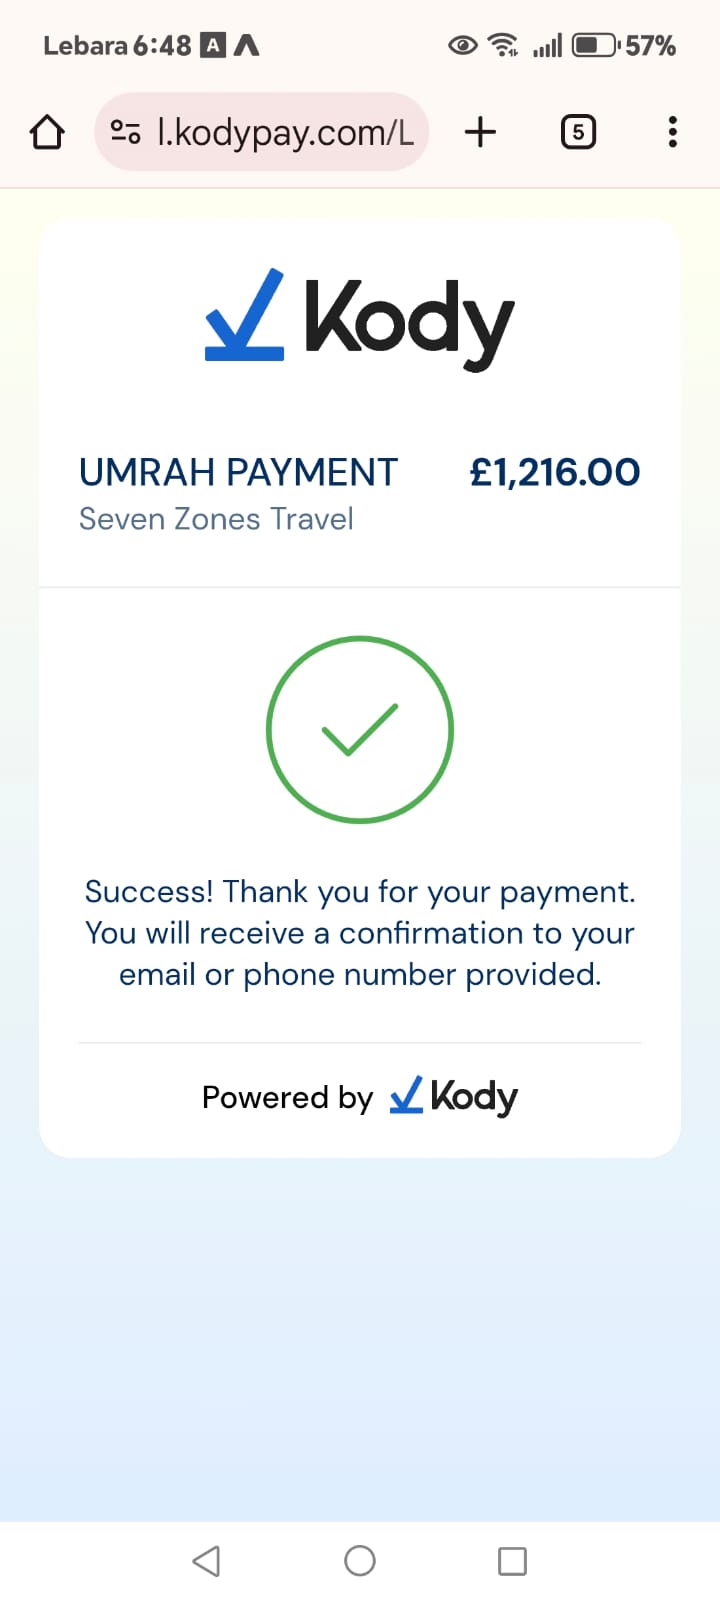 Lebara 6:48 A
57%
l.kodypay.com/L
5
Kody
UMRAH PAYMENT £1,216.00
Seven Zones Travel
Success! Thank you for your payment.
You will receive a confirmation to your
email or phone number provided.
Powered by Kody